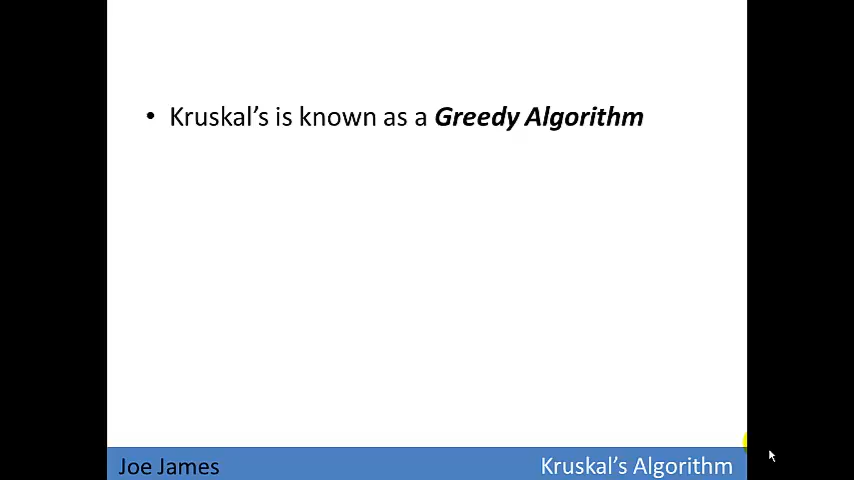 • Kruskal's is known as a Greedy Algorithm
Joe James
Kruskal's Algorithm